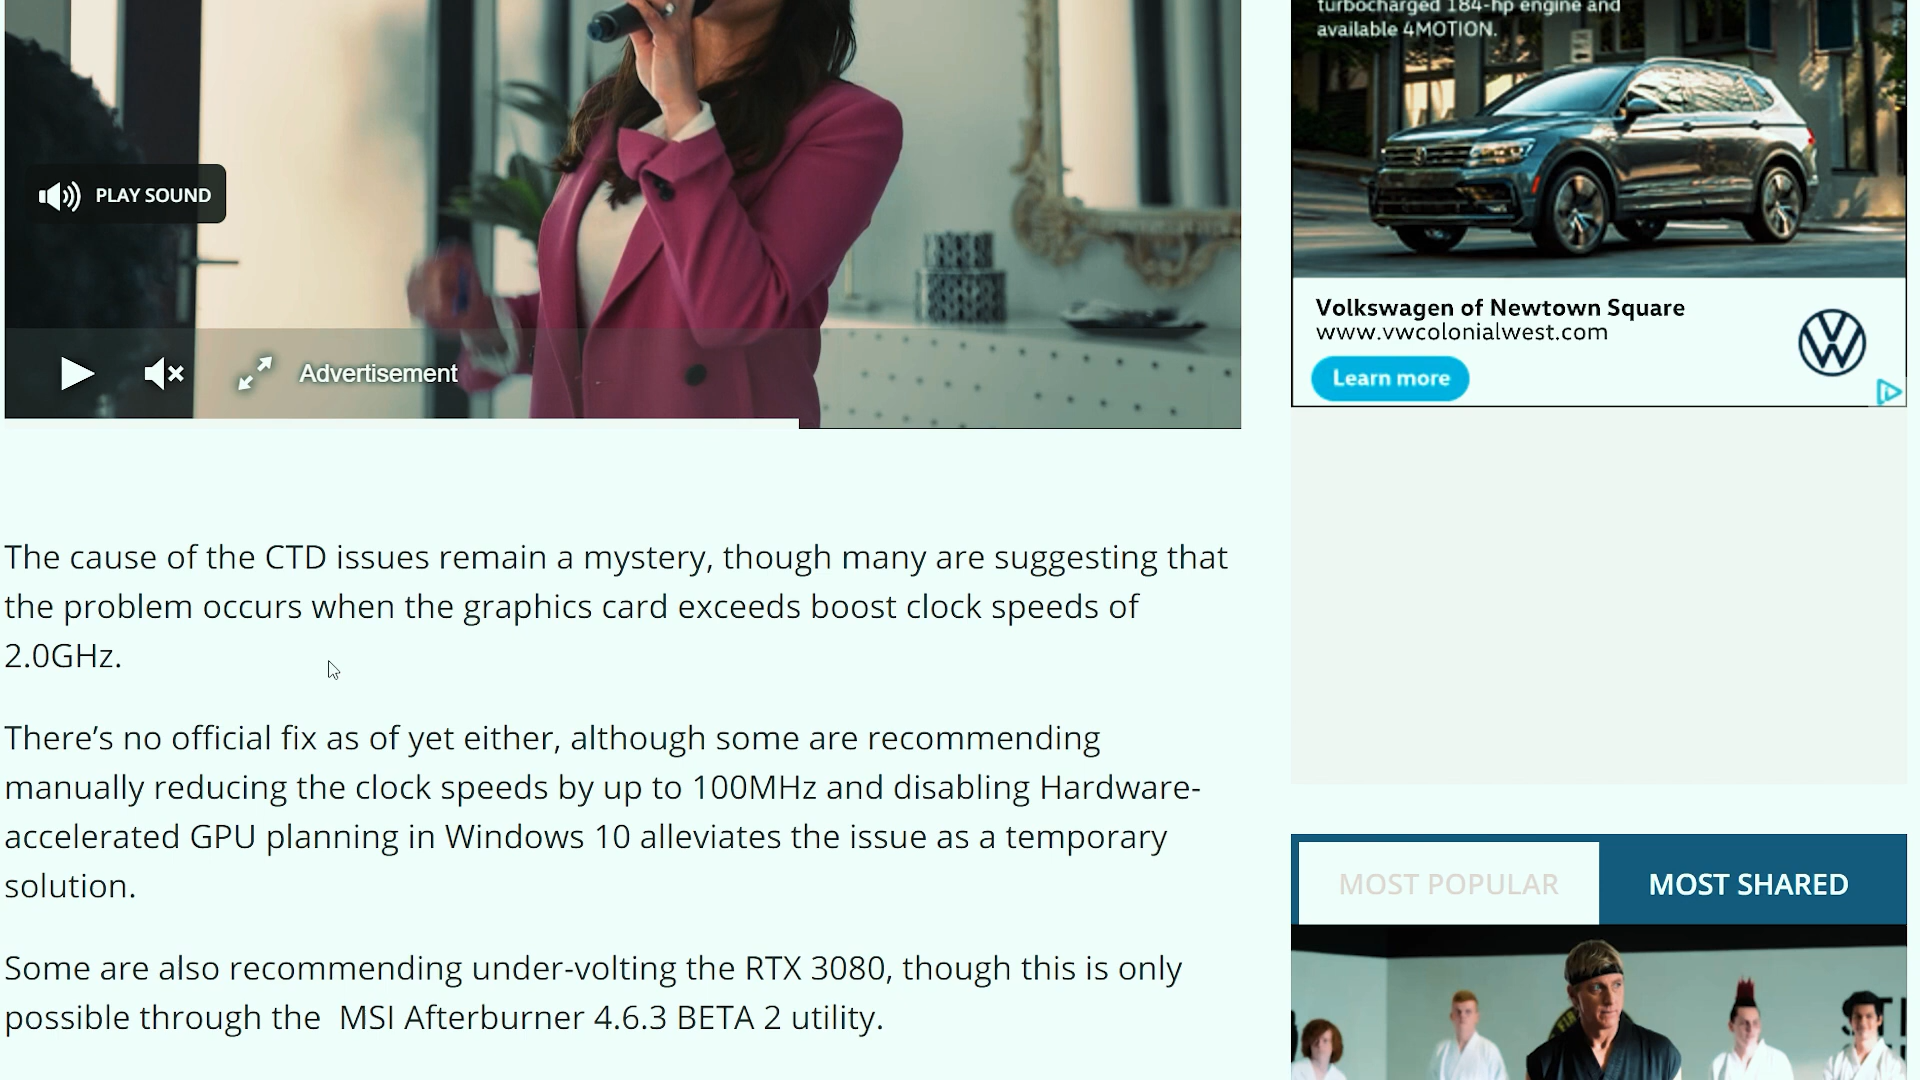 turbocharged 184-hp engine and
available 4MOTION.
PLAY SOUND
Advertisement
Volkswagen of Newtown Square
www.vwcolonialwest.com
Learn more
The cause of the CTD issues remain a mystery, though many are suggesting that
the problem occurs when the graphics card exceeds boost clock speeds of
2.0GHz.
There’s no official fix as of yet either, although some are recommending
manually reducing the clock speeds by up to 100MHz and disabling Hardware-
accelerated GPU planning in Windows 10 alleviates the issue as a temporary
solution.
Some are also recommending under-volting the RTX 3080, though this is only
possible through the  MSI Afterburner 4.6.3 BETA 2 utility.
MOST POPULAR
MOST SHARED